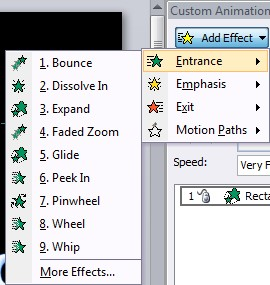 Custom Animation
Add Effect
1. Bounce
2. Dissolve In
3. Expand
4. Faded Zoom
5. Glide
6. Peek In
7. Pinwheel
8. Wheel
9. Whip
More Effects...
Entrance
Emphasis
Exit
Motion Paths
Speed:
Very F
1
Recta